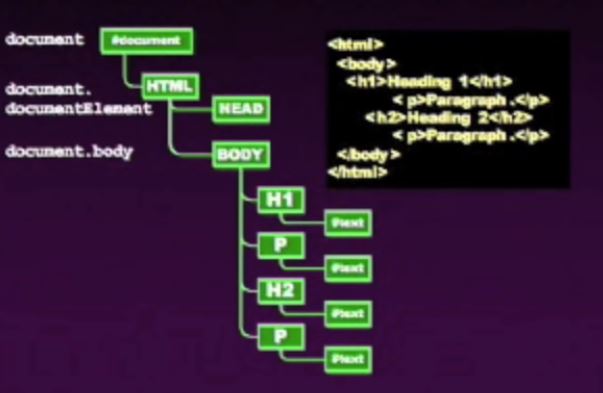 document
#document
HTML
document.
documentElement
HEAD
document.body
BODY
H1
#text
P
#text
H2
#text
P
#text
<html>
<body>
<h1>Heading 1</h1>
< p>Paragraph .</p>
<h2>Heading 2</h2>
< p>Paragraph .</p>
</body>
</html>